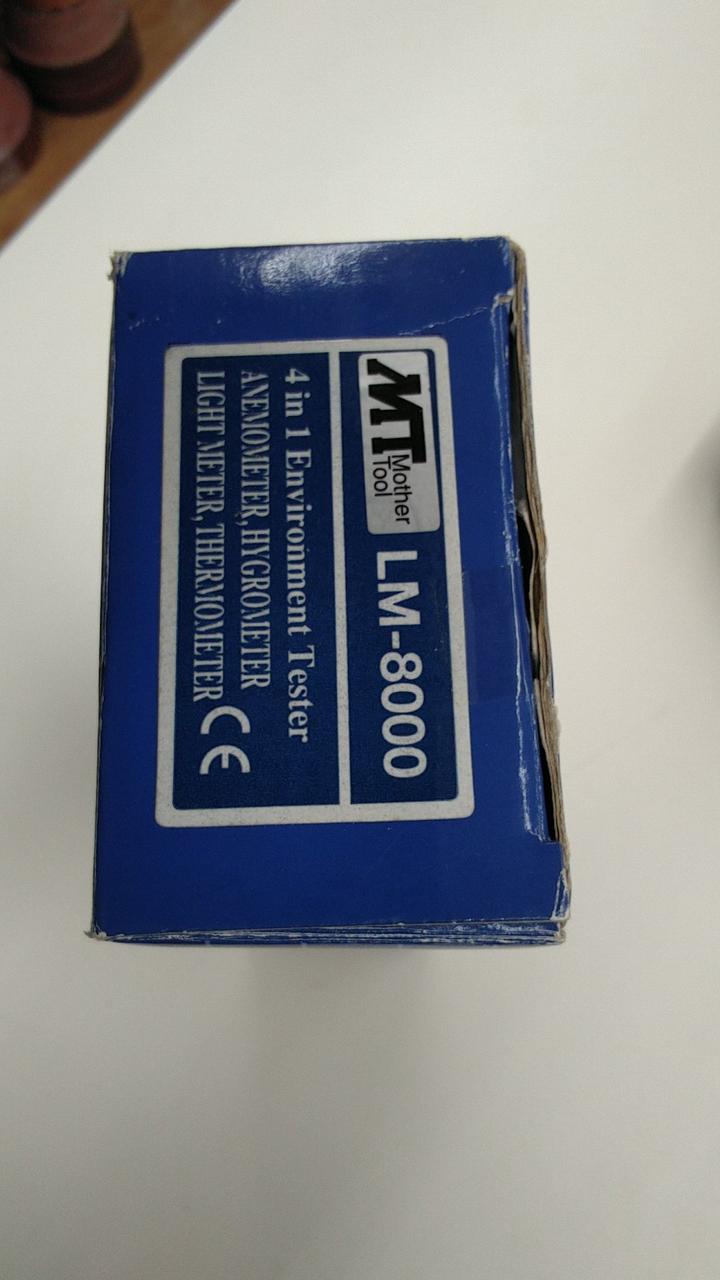 MT Mother
Tool
LM-8000
4 in 1 Environment Tester
ANEMOMETER, HYGROMETER
LIGHT METER, THERMOMETER
CE